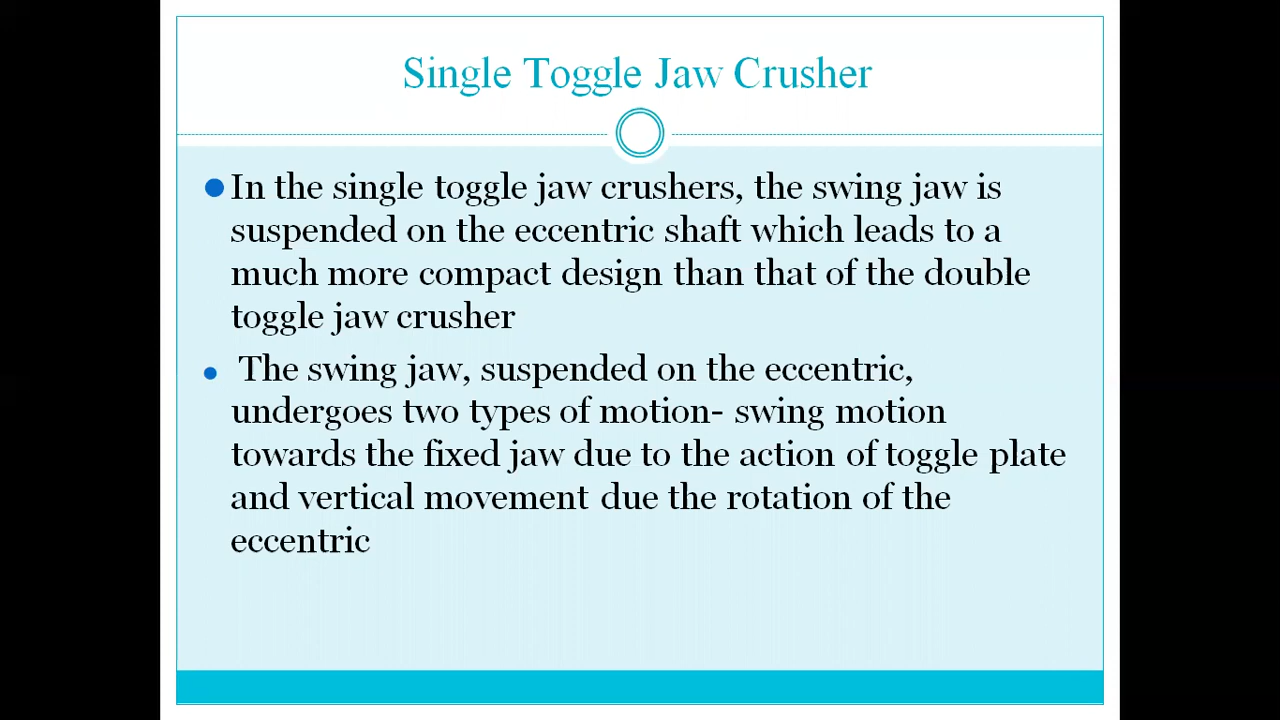 Single Toggle Jaw Crusher
In the single toggle jaw crushers, the swing jaw is
suspended on the eccentric shaft which leads to a
much more compact design than that of the double
toggle jaw crusher
The swing jaw, suspended on the eccentric,
undergoes two types of motion- swing motion
towards the fixed jaw due to the action of toggle plate
and vertical movement due the rotation of the
eccentric